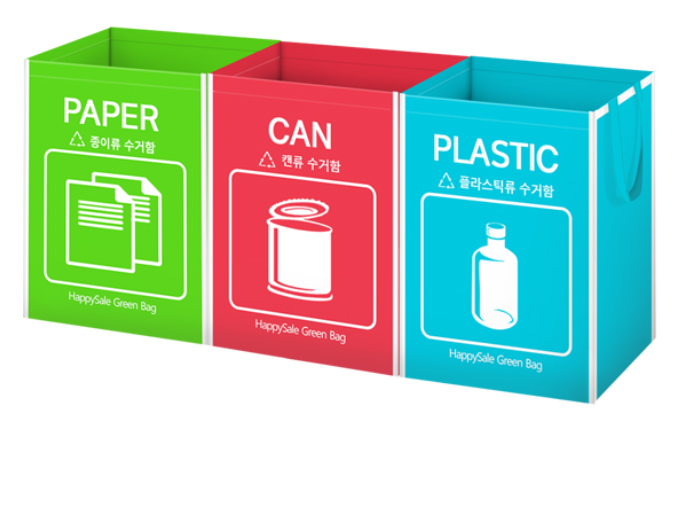 PAPER
종이류 수거함
HappySale Green Bag
CAN
캔류 수거함
HappySale Green Bag
PLASTIC
플라스틱류 수거함
HappySale Green Bag